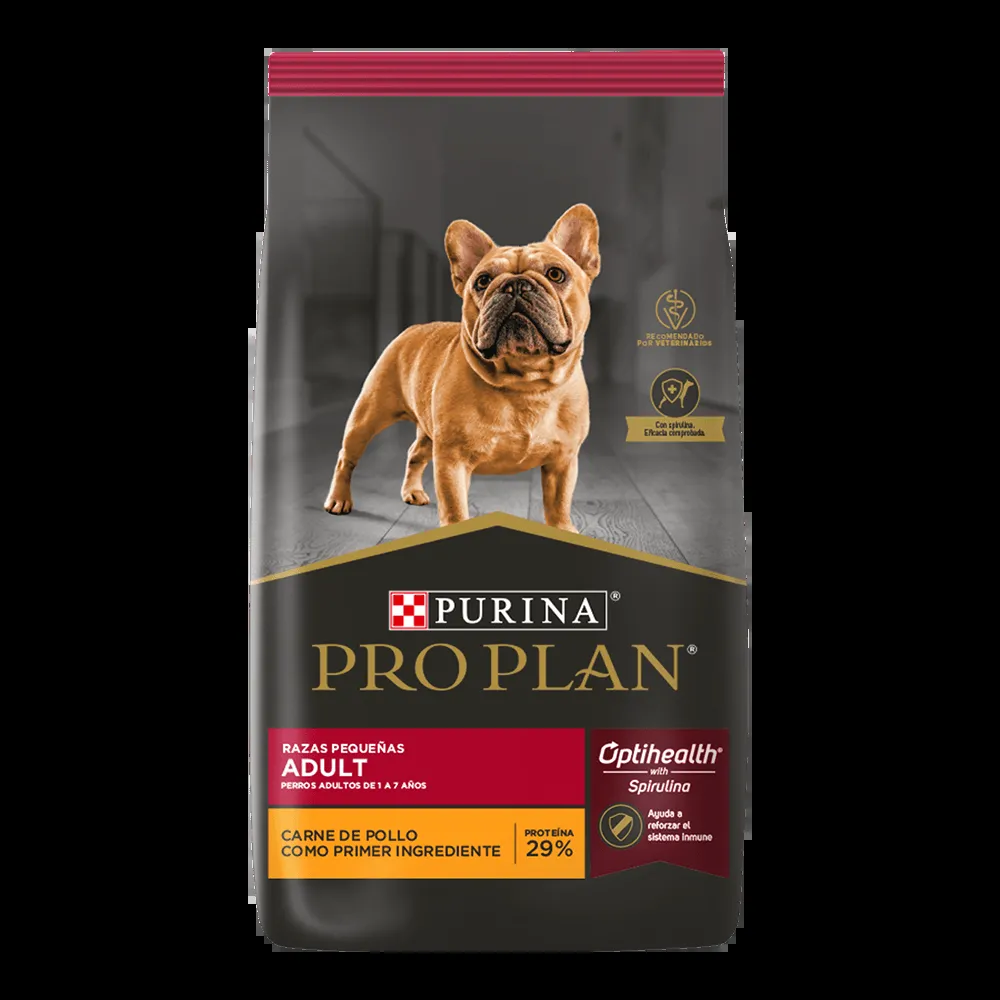 RECOMENDADO
POR VETERINARIOS
Con spirulina.
Eficacia comprobada.
PURINA®
PRO PLAN®
RAZAS PEQUEÑAS
ADULT
PERROS ADULTOS DE 1 A 7 AÑOS
CARNE DE POLLO
COMO PRIMER INGREDIENTE
PROTEÍNA
29%
Optihealth®
with
Spirulina
Ayuda a
reforzar el
sistema inmune